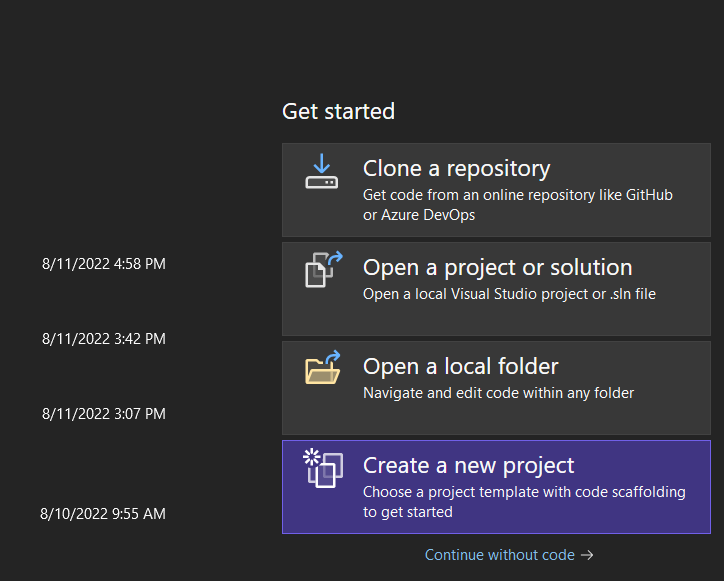 Get started
Clone a repository
Get code from an online repository like GitHub
or Azure DevOps
8/11/2022 4:58 PM
Open a project or solution
Open a local Visual Studio project or .sln file
8/11/2022 3:42 PM
Open a local folder
Navigate and edit code within any folder
8/11/2022 3:07 PM
Create a new project
Choose a project template with code scaffolding
to get started
8/10/2022 9:55 AM
Continue without code →